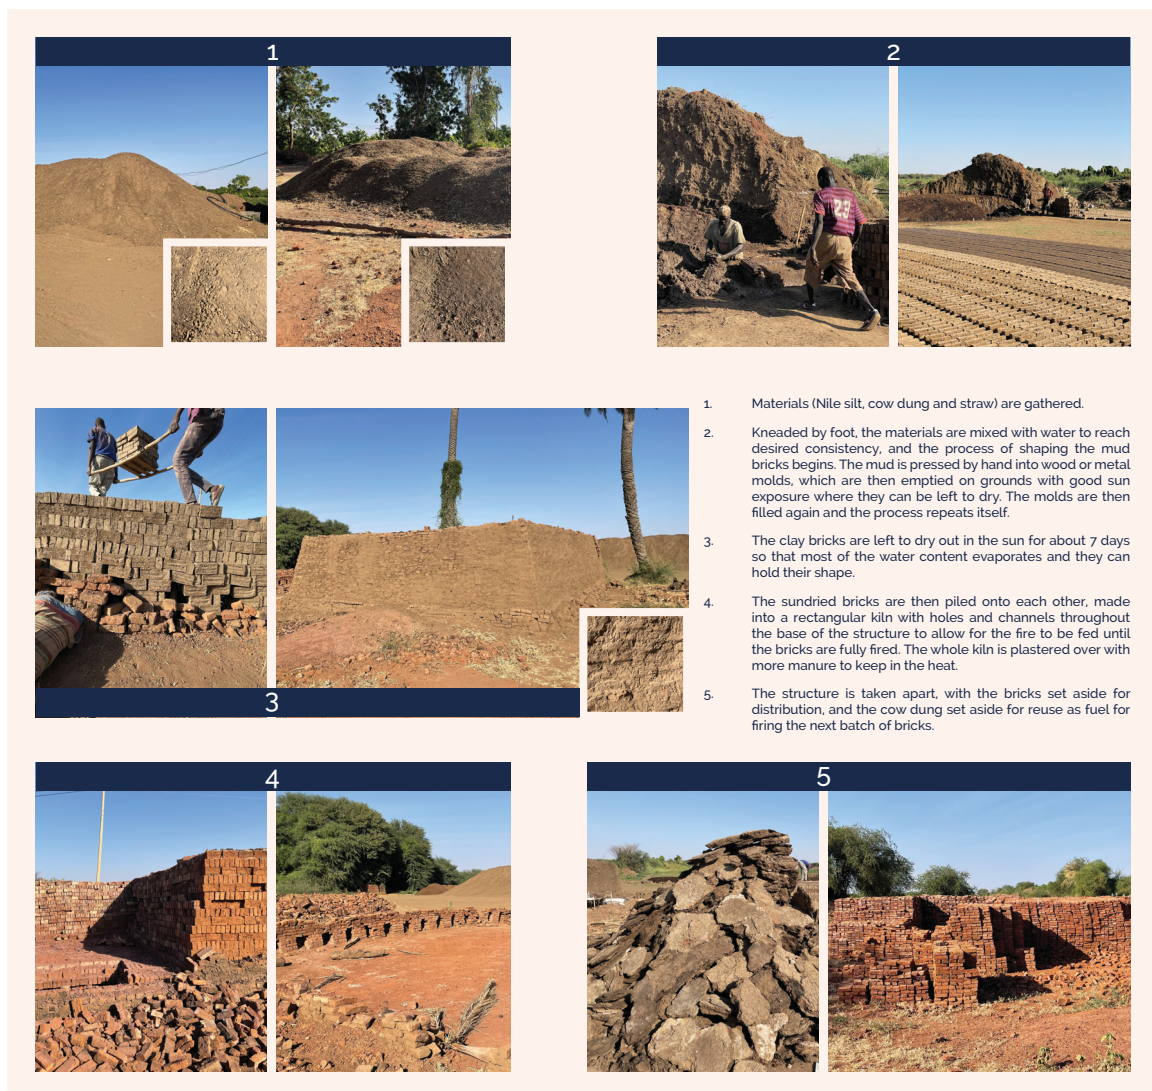 1
2
23
1. Materials (Nile silt, cow dung and straw) are gathered.
2. Kneaded by foot, the materials are mixed with water to reach
desired consistency, and the process of shaping the mud
bricks begins. The mud is pressed by hand into wood or metal
molds, which are then emptied on grounds with good sun
exposure where they can be left to dry. The molds are then
filled again and the process repeats itself.
3. The clay bricks are left to dry out in the sun for about 7 days
so that most of the water content evaporates and they can
hold their shape.
4. The sundried bricks are then piled onto each other, made
into a rectangular kiln with holes and channels throughout
the base of the structure to allow for the fire to be fed until
the bricks are fully fired. The whole kiln is plastered over with
more manure to keep in the heat.
5. The structure is taken apart, with the bricks set aside for
distribution, and the cow dung set aside for reuse as fuel for
firing the next batch of bricks.
3
4
5